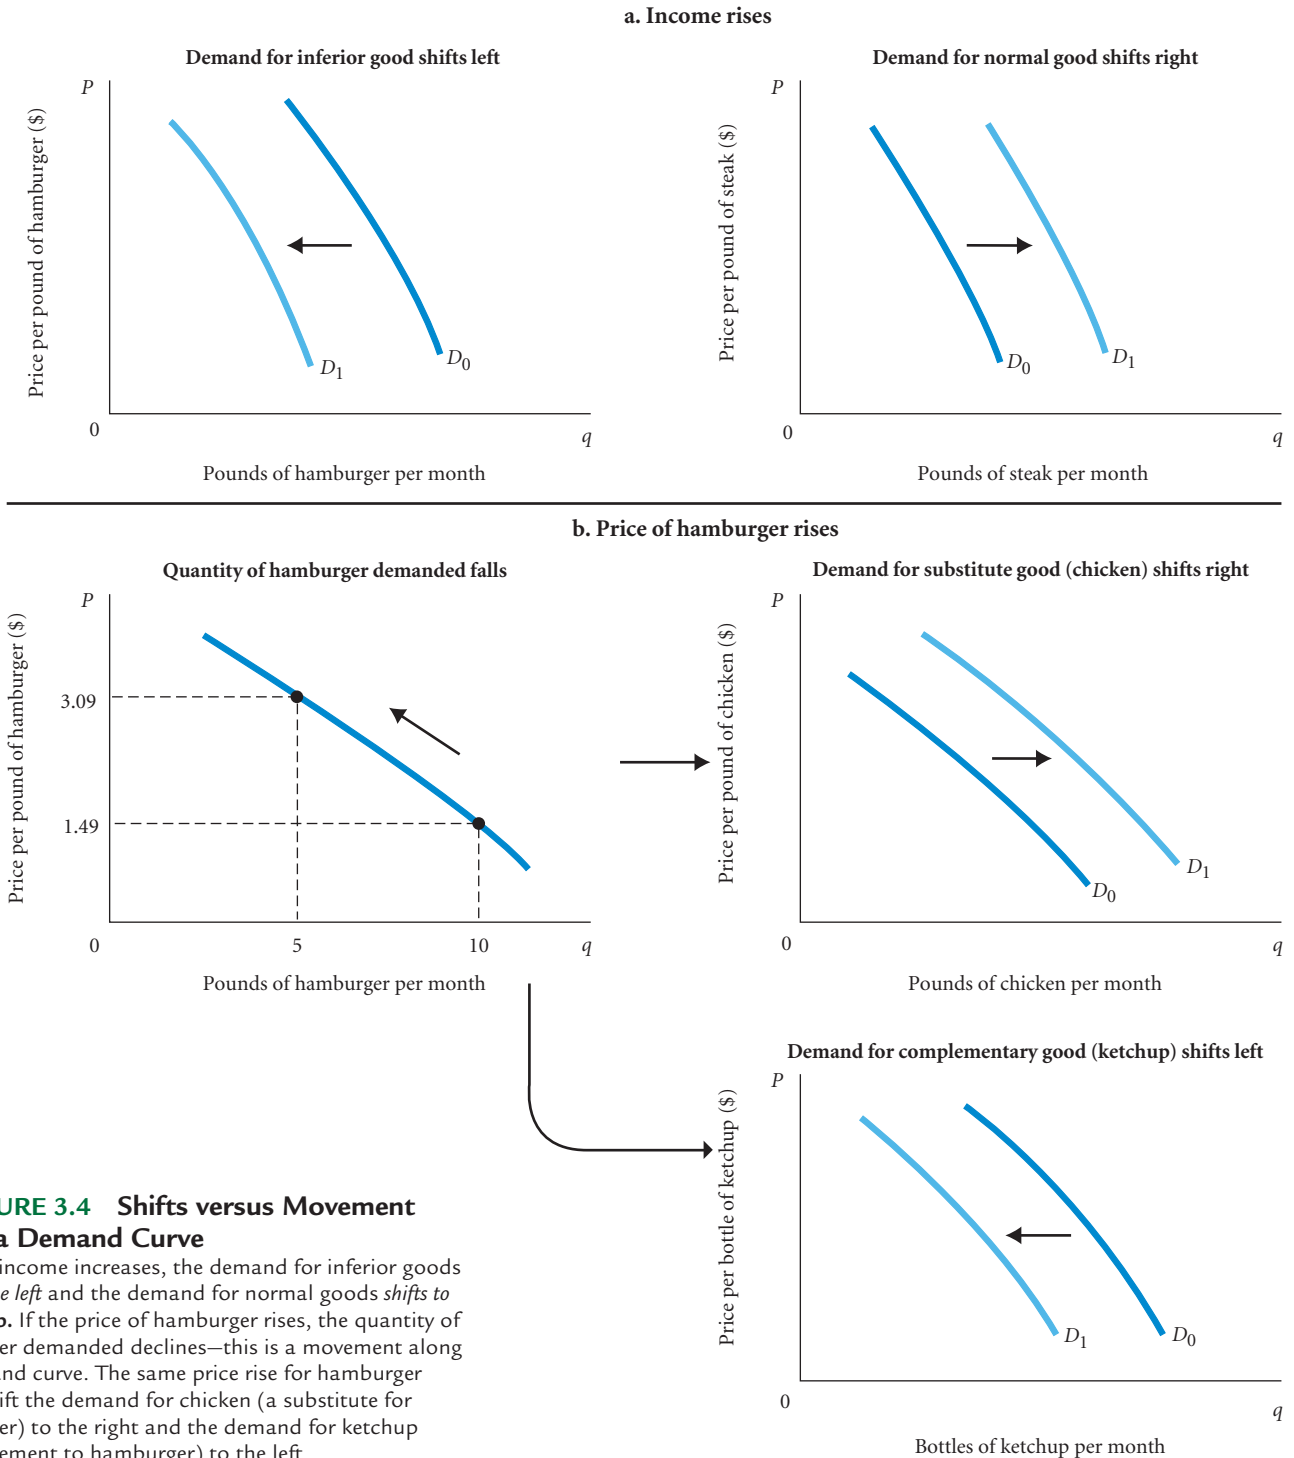 a. Income rises
Demand for inferior good shifts left
P
Price per pound of hamburger ($)
D0
D1
0
q
Pounds of hamburger per month
Demand for normal good shifts right
P
Price per pound of steak ($)
D0
D1
0
q
Pounds of steak per month
b. Price of hamburger rises
Quantity of hamburger demanded falls
P
Price per pound of hamburger ($)
3.09
1.49
0
5
10
q
Pounds of hamburger per month
Demand for substitute good (chicken) shifts right
P
Price per pound of chicken ($)
D1
D0
0
q
Pounds of chicken per month
Demand for complementary good (ketchup) shifts left
P
Price per bottle of ketchup ($)
D1
D0
0
q
Bottles of ketchup per month
URE 3.4 Shifts versus Movement
a Demand Curve
income increases, the demand for inferior goods
e left and the demand for normal goods shifts to
b. If the price of hamburger rises, the quantity of
er demanded declines—this is a movement along
and curve. The same price rise for hamburger
ift the demand for chicken (a substitute for
er) to the right and the demand for ketchup
ement to hamburger) to the left